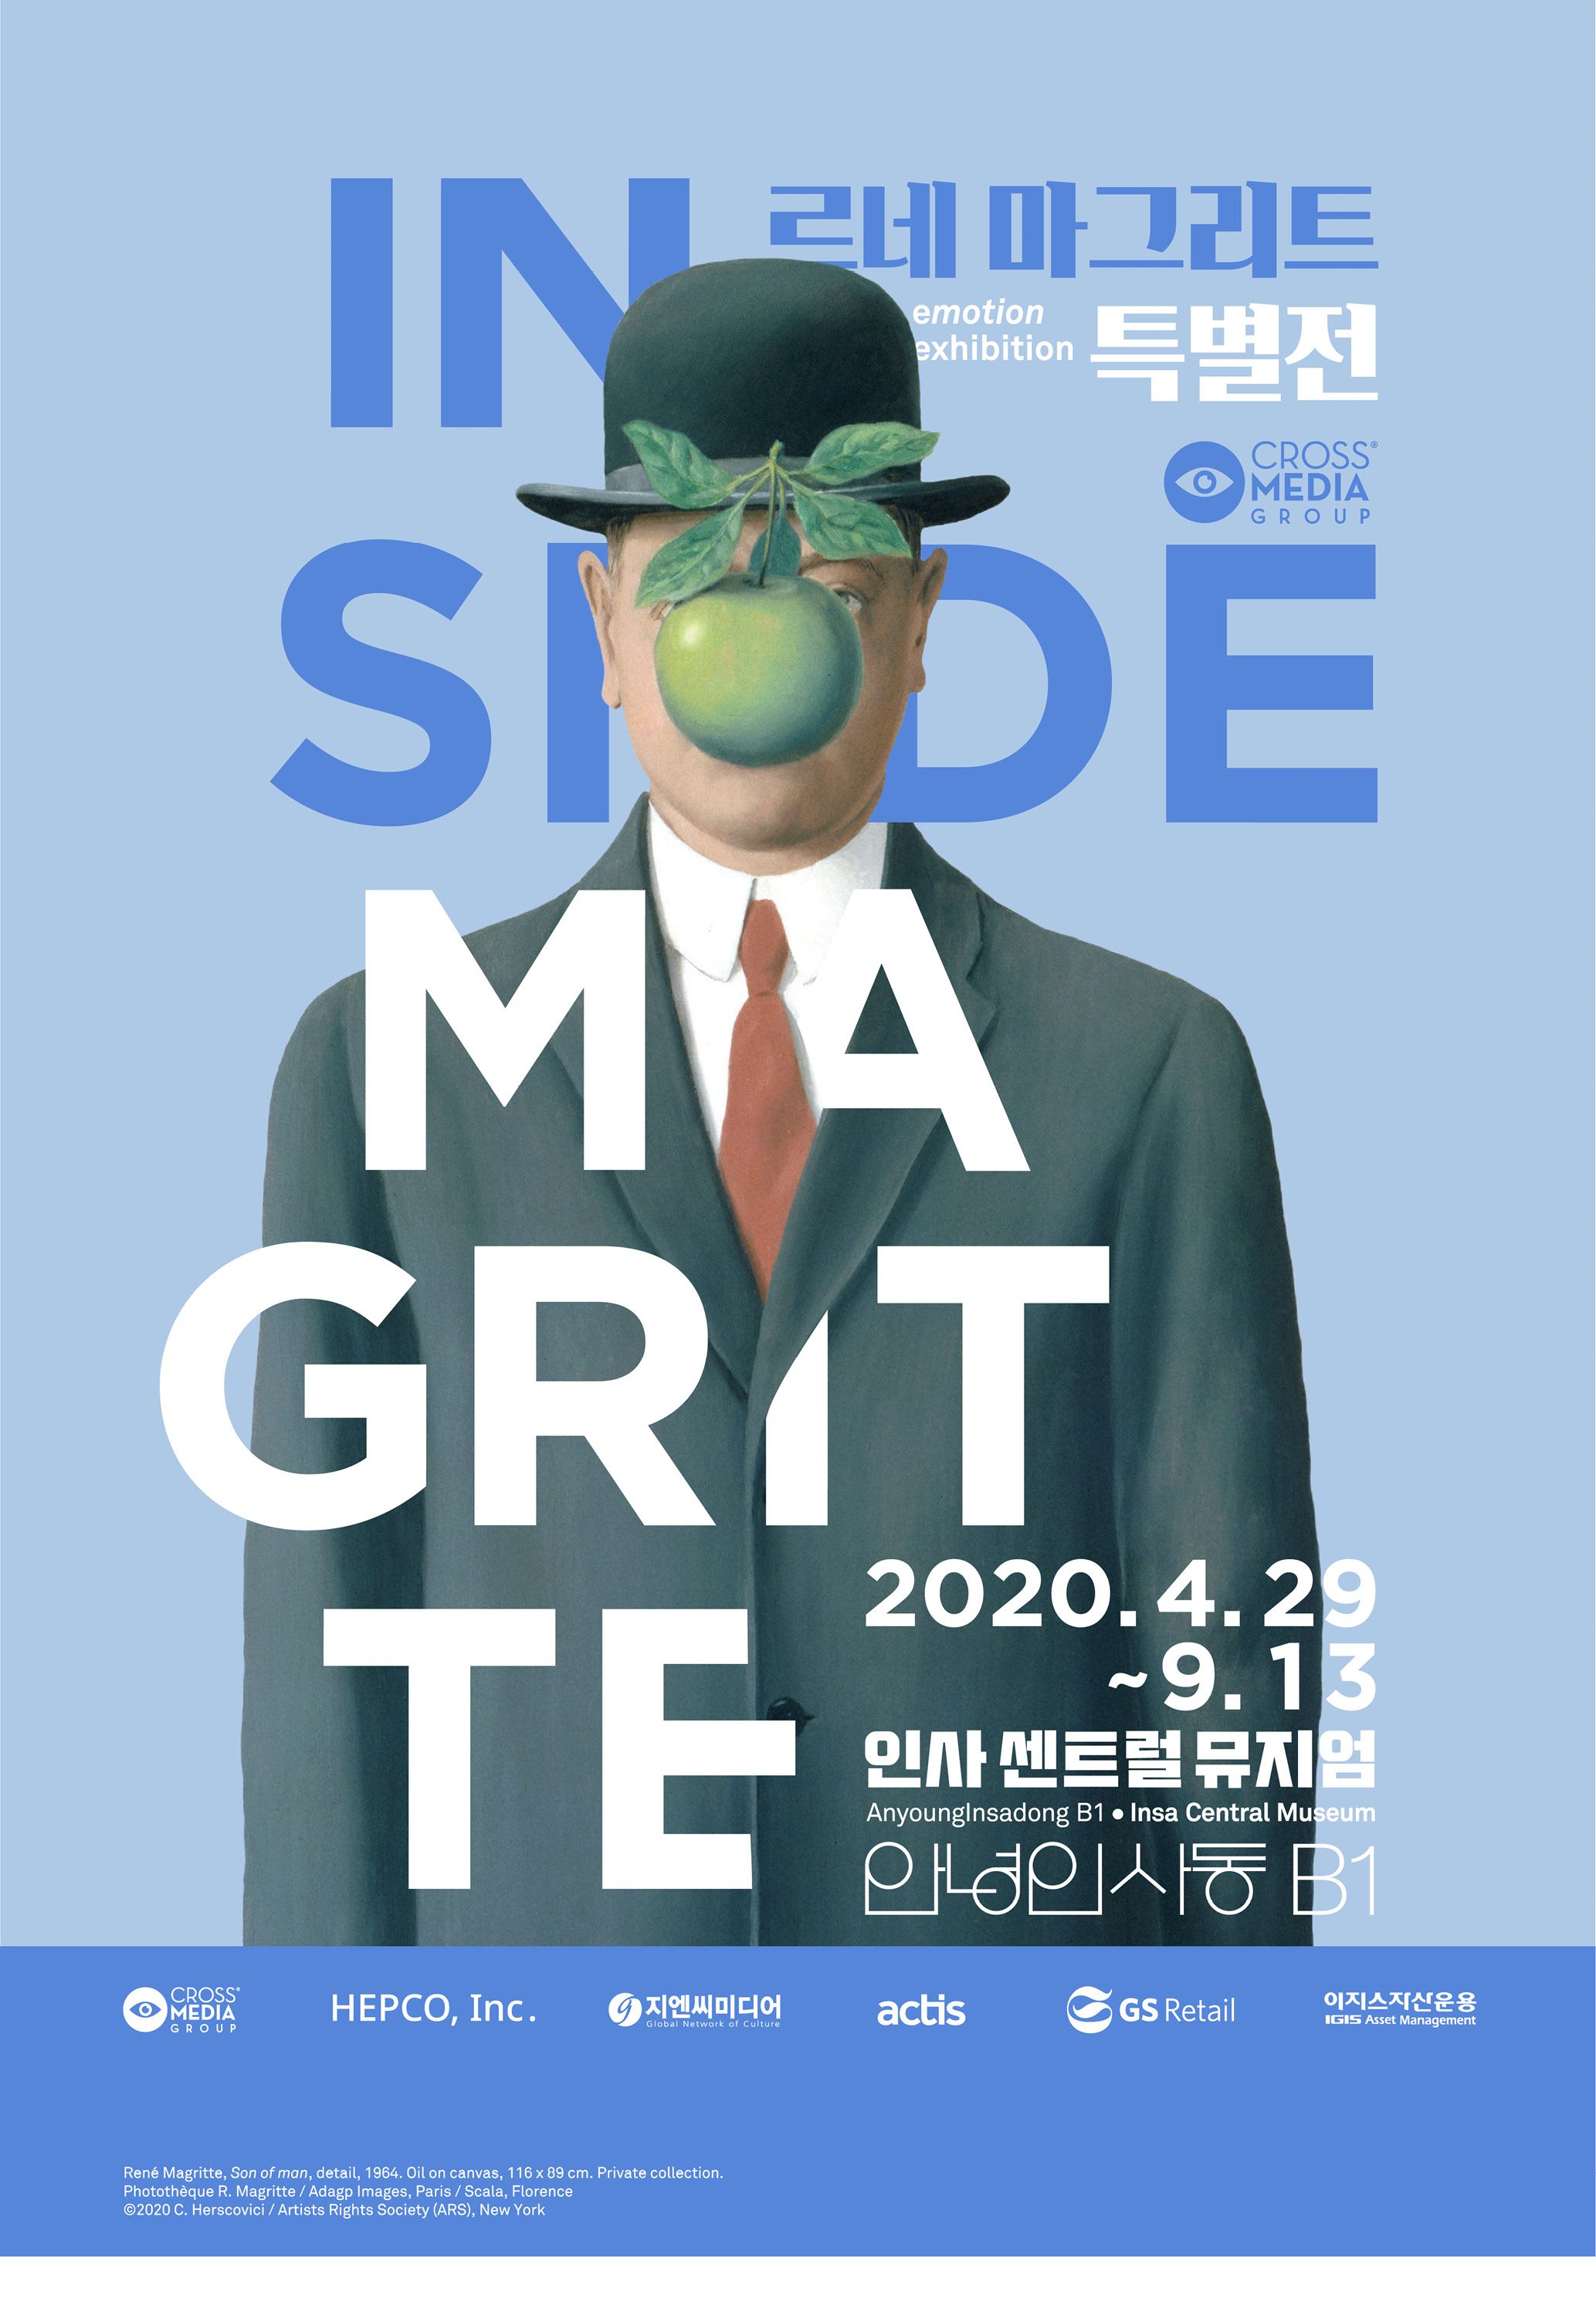 IN
르네 마그리트
emotion
exhibition
특별전
CROSS®
MEDIA
GROUP
SIDE
MA
GRIT
TE
2020. 4. 29
~9. 13
인사 센트럴 뮤지엄
AnyoungInsadong B1 • Insa Central Museum
안녕인사동 B1
CROSS®
MEDIA
GROUP
HEPCO, Inc.
g 지엔씨미디어
Global Network of Culture
actis
GS Retail
이지스자산운용
IGIS Asset Management
René Magritte, Son of man, detail, 1964. Oil on canvas, 116 x 89 cm. Private collection.
Photothèque R. Magritte / Adagp Images, Paris / Scala, Florence
©2020 C. Herscovici / Artists Rights Society (ARS), New York